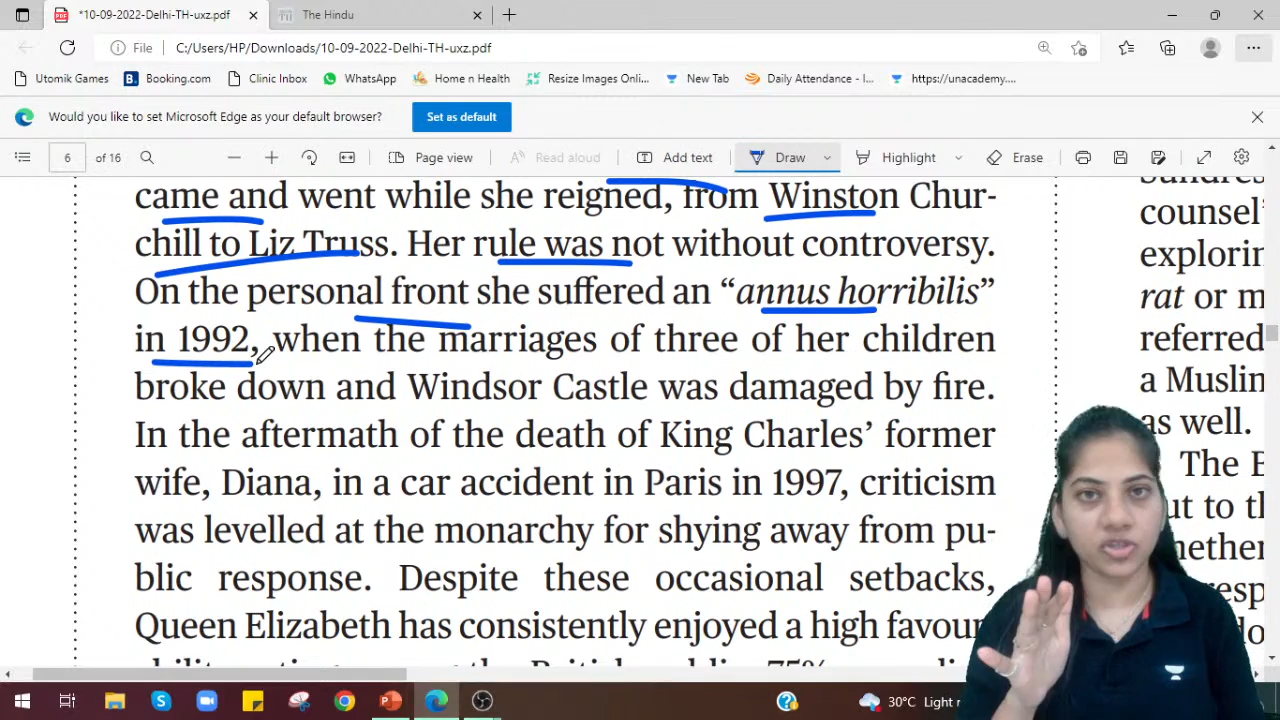 *10-09-2022-Delhi-TH-uxz.pdf
The Hindu
File
C:/Users/HP/Downloads/10-09-2022-Delhi-TH-uxz.pdf
Utomik Games
Booking.com
Clinic Inbox
WhatsApp
Home n Health
Resize Images Onl...
New Tab
Daily Attendance - I...
https://unacademy....
Would you like to set Microsoft Edge as your default browser?
Set as default
6
of 16
Page view
Read aloud
Add text
Draw
Highlight
Erase
came and went while she reigned, from Winston Chur-
chill to Liz Truss. Her rule was not without controversy.
On the personal front she suffered an “annus horribilis”
in 1992, when the marriages of three of her children
broke down and Windsor Castle was damaged by fire.
In the aftermath of the death of King Charles’ former
wife, Diana, in a car accident in Paris in 1997, criticism
was levelled at the monarchy for shying away from pu-
blic response. Despite these occasional setbacks,
Queen Elizabeth has consistently enjoyed a high favour
counsel’
explorin
rat or m
referred
a Muslin
as well.
The B
30°C Light